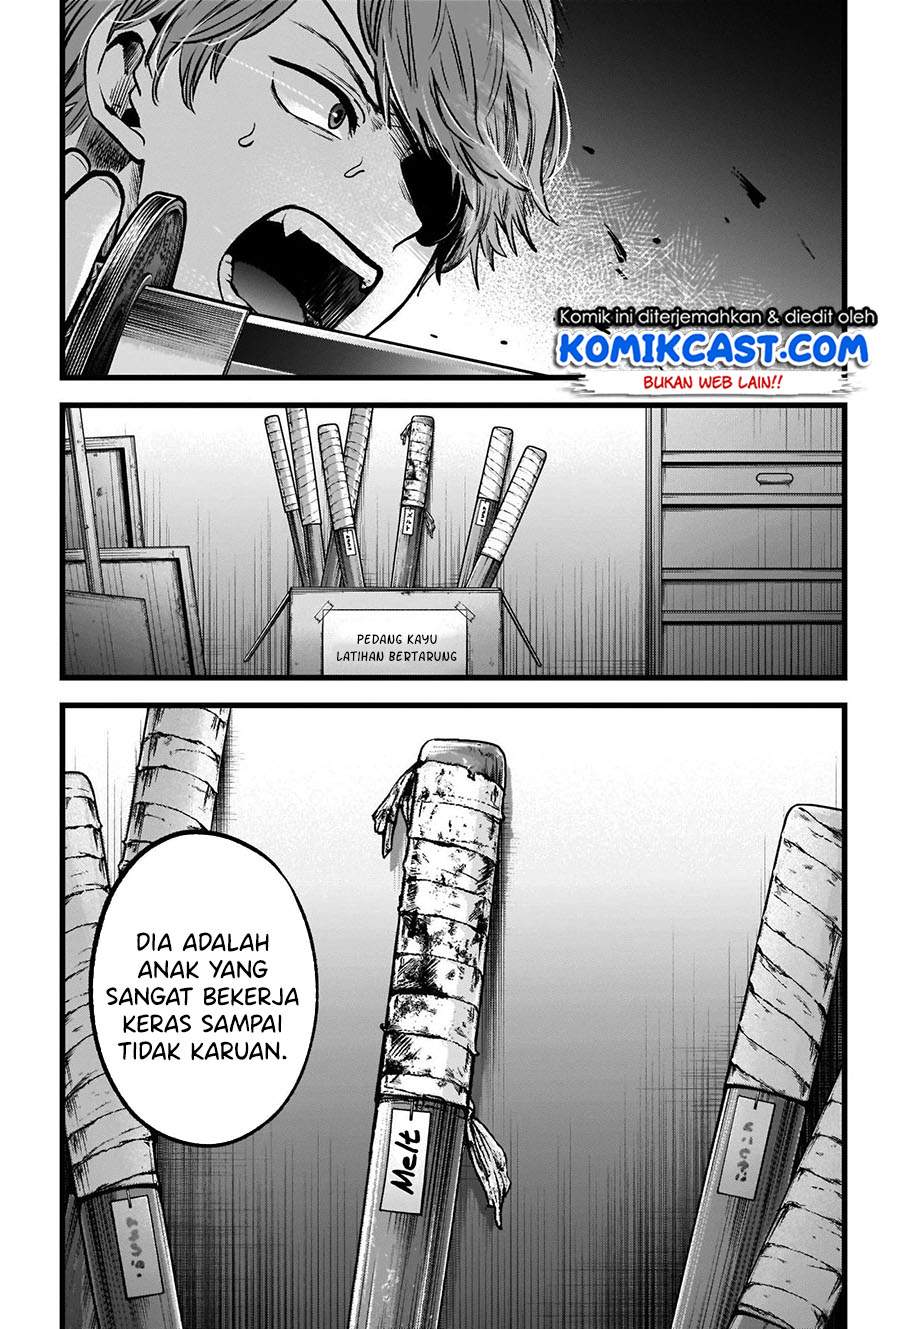 Komik ini diterjemahkan & diedit oleh
KOMIKCAST.COM
BUKAN WEB LAIN!!
PEDANG KAYU
LATIHAN BERTARUNG
DIA ADALAH
ANAK YANG
SANGAT BEKERJA
KERAS SAMPAI
TIDAK KARUAN.
Melt